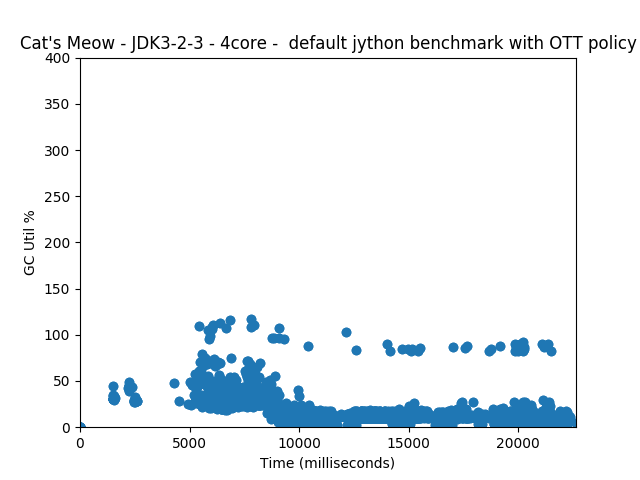 Cat's Meow - JDK3-2-3 - 4core -  default jython benchmark with OTT policy
400
350
300
250
200
150
100
50
0
GC Util %
0 5000 10000 15000 20000
Time (milliseconds)